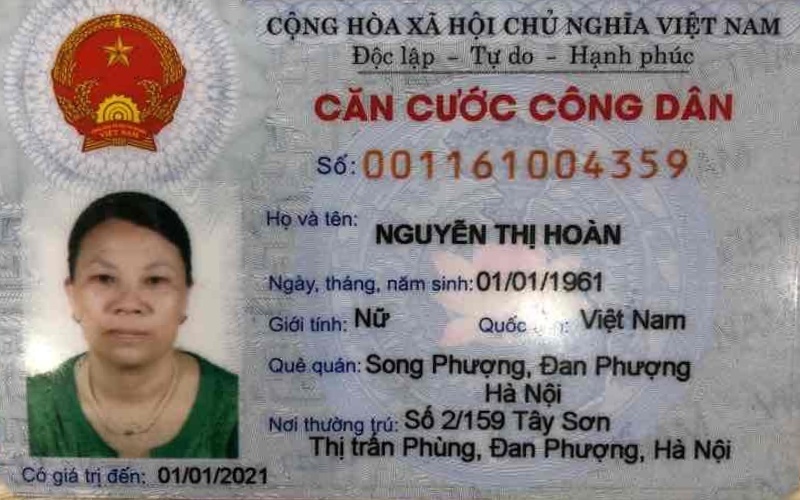 CỘNG HÒA XÃ HỘI CHỦ NGHĨA VIỆT NAM
Độc lập - Tự do - Hạnh phúc
VIỆT NAM
CĂN CƯỚC CÔNG DÂN
Số: 001161004359
Họ và tên:
NGUYỄN THỊ HOÀN
Ngày, tháng, năm sinh: 01/01/1961
Giới tính: Nữ Quốc : Việt Nam
Quê quán: Song Phượng, Đan Phượng
Hà Nội
Nơi thường trú: Số 2/159 Tây Sơn
Thị trấn Phùng, Đan Phượng, Hà Nội
Có giá trị đến: 01/01/2021